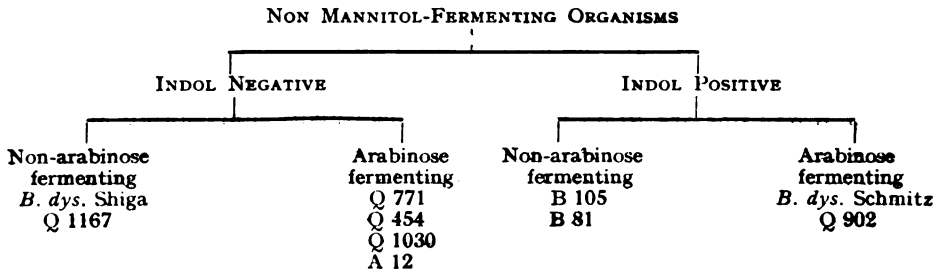 NON MANNITOL-FERMENTING ORGANISMS
INDOL NEGATIVE
INDOL POSITIVE
Non-arabinose
fermenting
B. dys. Shiga
Q 1167
Arabinose
fermenting
Q 771
Q 454
Q 1030
A 12
Non-arabinose
fermenting
B 105
B 81
Arabinose
fermenting
B. dys. Schmitz
Q 902